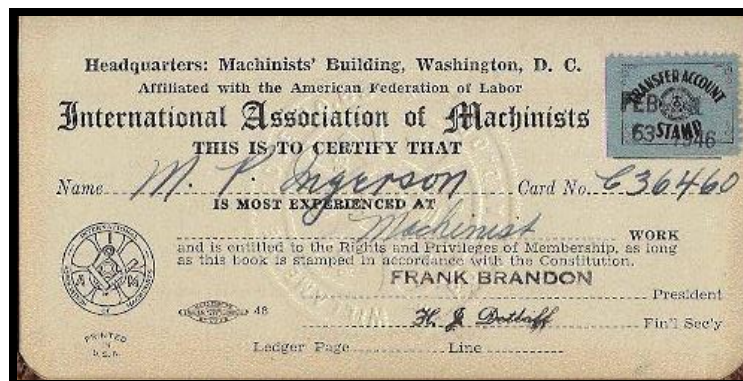 Headquarters: Machinists' Building, Washington, D. C.
Affiliated with the American Federation of Labor
International Association of Machinists
TRANSFER ACCOUNT
FEB
STAMP
1946
THIS IS TO CERTIFY THAT
Name M. P. Ingerson Card No. C36460
IS MOST EXPERIENCED AT
Machinist WORK
and is entitled to the Rights and Privileges of Membership, as long
as this book is stamped in accordance with the Constitution.
FRANK BRANDON
President
48
H. J. Fin'l Sec'y
PRINTED
IN
U.S.A.
Ledger Page Line